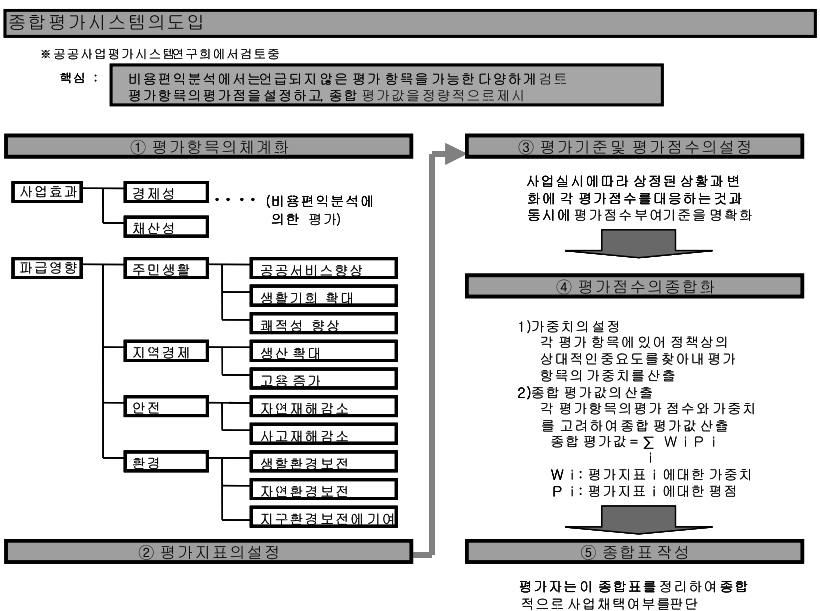 종합평가시스템의도입
※공공사업평가시스템연구회에서검토중
핵심 :
비용편익분석에서는언급되지않은 평가 항목을 가능한 다양하게 검토
평가항목의평가점을 설정하고, 종합 평가값을 정량적으로제시
① 평가항목의체계화
사업효과
경제성
채산성
···· (비용편익분석에
의한 평가)
파급영향
주민생활
공공서비스향상
생활기회 확대
쾌적성 향상
지역경제
생산 확대
고용 증가
안전
자연재해감소
사고재해감소
환경
생활환경보전
자연환경보전
지구환경보전에기여
② 평가지표의설정
③ 평가기준및 평가점수의설정
사업실시에따라 상정된 상황과 변
화에 각 평가점수를대응하는것과
동시에 평가점수부여기준을 명확화
④ 평가점수의종합화
1)가중치의설정
각 평가 항목에 있어 정책상의
상대적인중요도를찾아내 평가
항목의가중치를 산출
2)종합 평가값의산출
각 평가항목의평가 점수와가중치
를 고려하여종합 평가값 산출
종합 평가값 = Σ W i P i
i
W i : 평가지표 i 에대한 가중치
P i : 평가지표 i 에대한 평점
⑤ 종합표 작성
평가자는이 종합표를 정리하여 종합
적으로 사업채택여부를판단